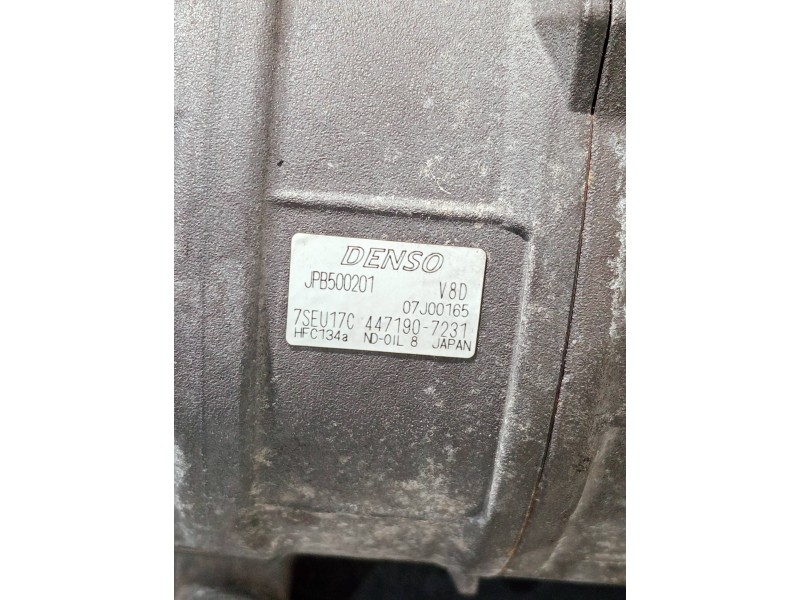 DENSO
JPB500201 V8D
07J00165
7SEU17C 447190-7231
HFC134a ND-OIL 8 JAPAN